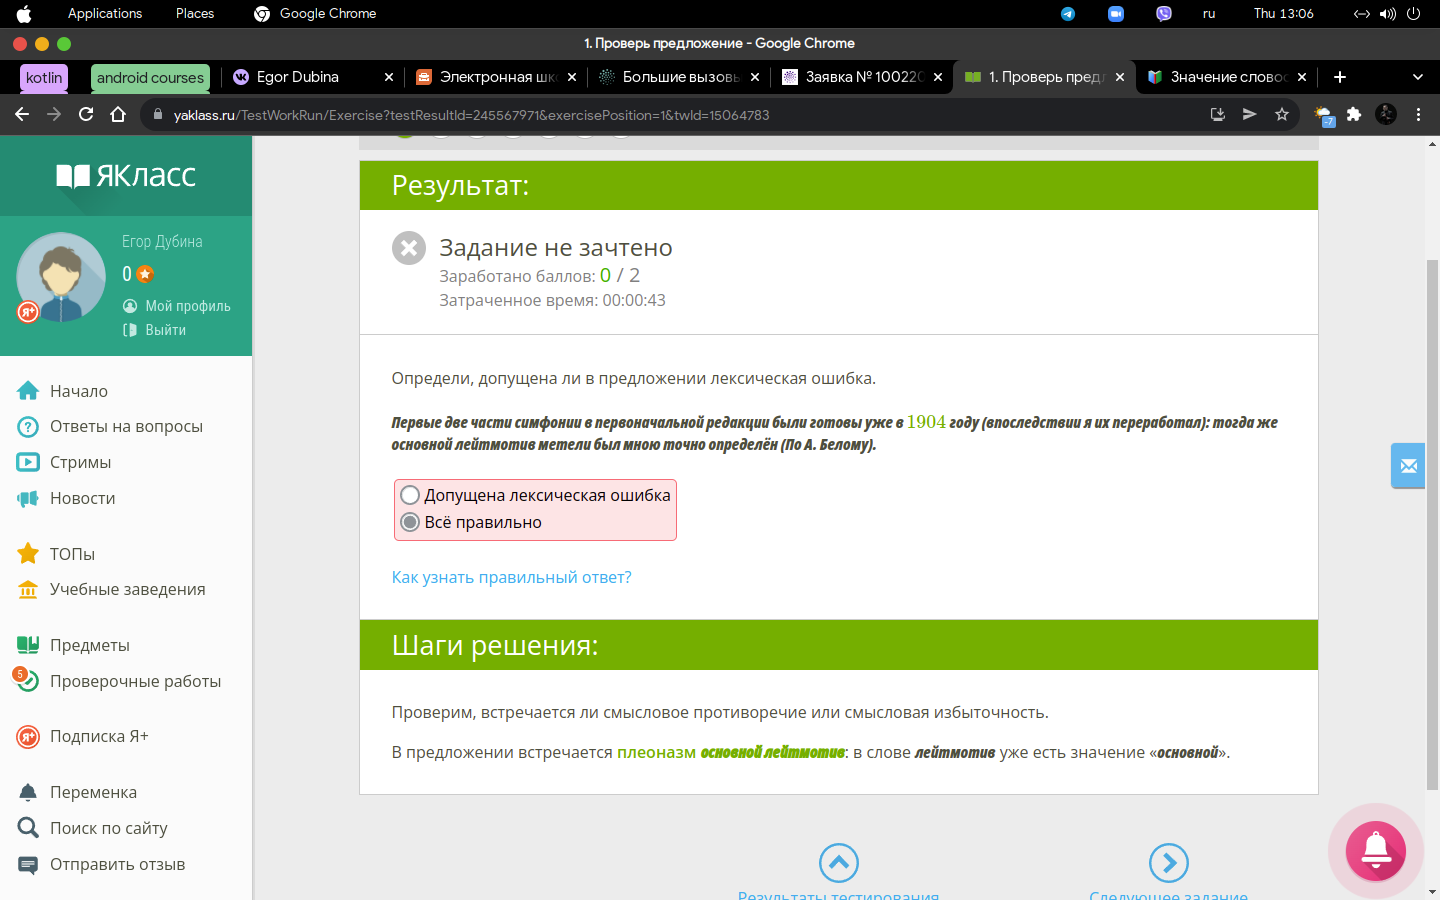 Applications Places Google Chrome ru Thu 13:06
1. Проверь предложение - Google Chrome
kotlin android courses Egor Dubina Электронная шк Большие вызовь Заявка № 10022 1. Проверь пред Значение слово
yaklass.ru/TestWorkRun/Exercise?testResultId=245567971&exercisePosition=1&twId=15064783
-7
ЯКласс
Егор Дубина
0
Я+
Мой профиль
Выйти
Начало
Ответы на вопросы
Стримы
Новости
ТОПы
Учебные заведения
Предметы
5
Проверочные работы
Я+
Подписка Я+
Переменка
Поиск по сайту
Отправить отзыв
Результат:
Задание не зачтено
Заработано баллов: 0 / 2
Затраченное время: 00:00:43
Определи, допущена ли в предложении лексическая ошибка.
Первые две части симфонии в первоначальной редакции были готовы уже в 1904 году (впоследствии я их переработал): тогда же
основной лейтмотив метели был мною точно определён (По А. Белому).
Допущена лексическая ошибка
Всё правильно
Как узнать правильный ответ?
Шаги решения:
Проверим, встречается ли смысловое противоречие или смысловая избыточность.
В предложении встречается плеоназм основной лейтмотив: в слове лейтмотив уже есть значение «основной».
Результаты тестирования Следующее задание